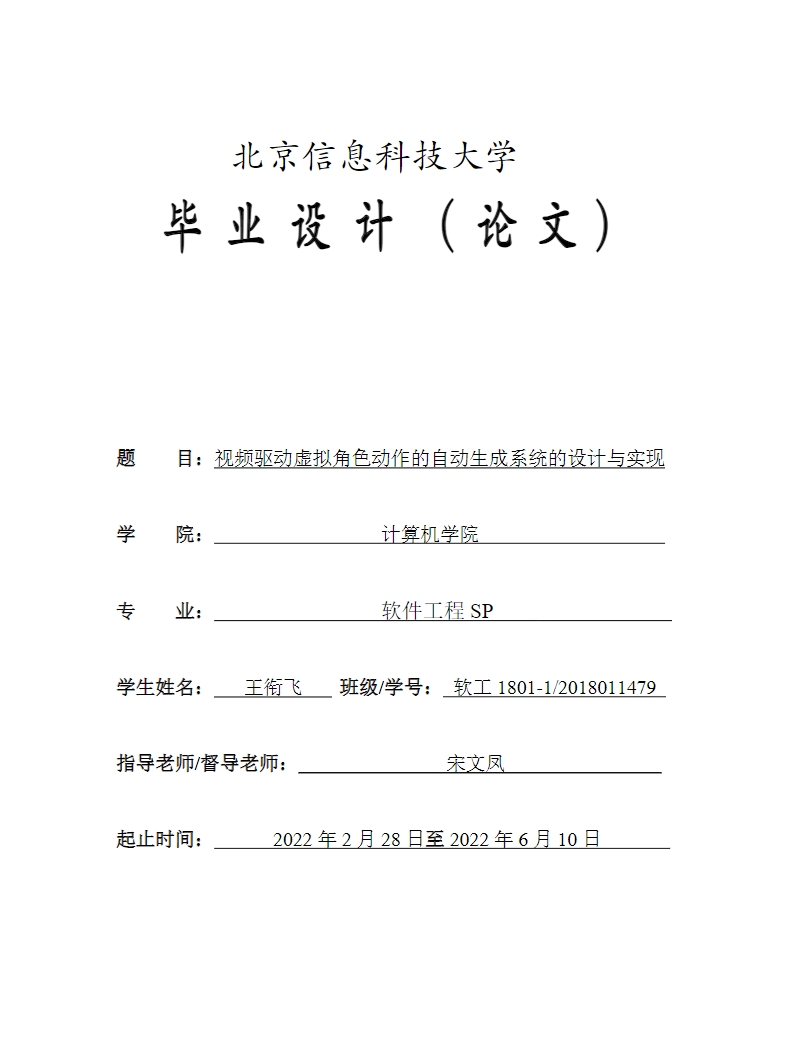 北京信息科技大学
毕业设计（论文）
题 目：视频驱动虚拟角色动作的自动生成系统的设计与实现
学 院：计算机学院
专 业：软件工程 SP
学生姓名：王衔飞 班级/学号：软工 1801-1/2018011479
指导老师/督导老师：宋文凤
起止时间：2022 年 2 月 28 日至 2022 年 6 月 10 日